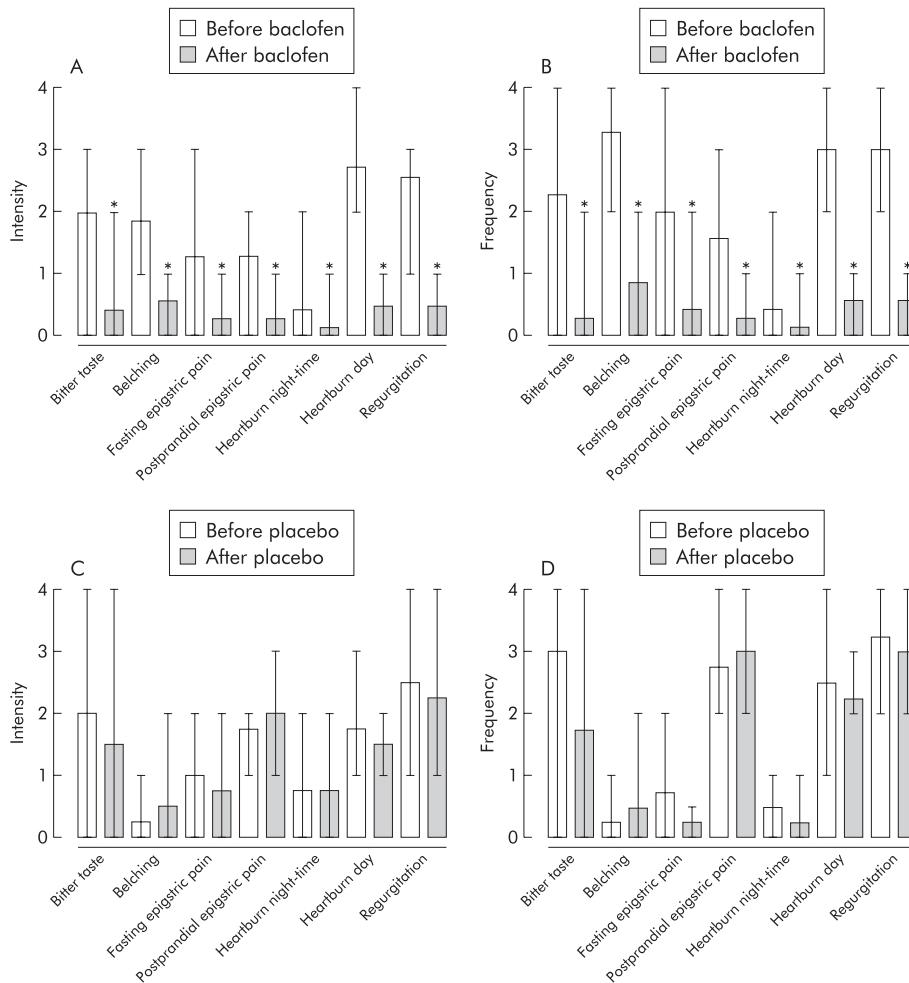 Before baclofen
After baclofen
A
4
3
2
1
0
Intensity
*
*
*
*
*
*
*
Bitter taste
Belching
Fasting epigstric pain
Postprandial epigstric pain
Heartburn night-time
Heartburn day
Regurgitation
Before baclofen
After baclofen
B
4
3
2
1
0
Frequency
*
*
*
*
*
*
*
Bitter taste
Belching
Fasting epigstric pain
Postprandial epigstric pain
Heartburn night-time
Heartburn day
Regurgitation
Before placebo
After placebo
C
4
3
2
1
0
Intensity
Bitter taste
Belching
Fasting epigstric pain
Postprandial epigstric pain
Heartburn night-time
Heartburn day
Regurgitation
Before placebo
After placebo
D
4
3
2
1
0
Frequency
Bitter taste
Belching
Fasting epigstric pain
Postprandial epigstric pain
Heartburn night-time
Heartburn day
Regurgitation